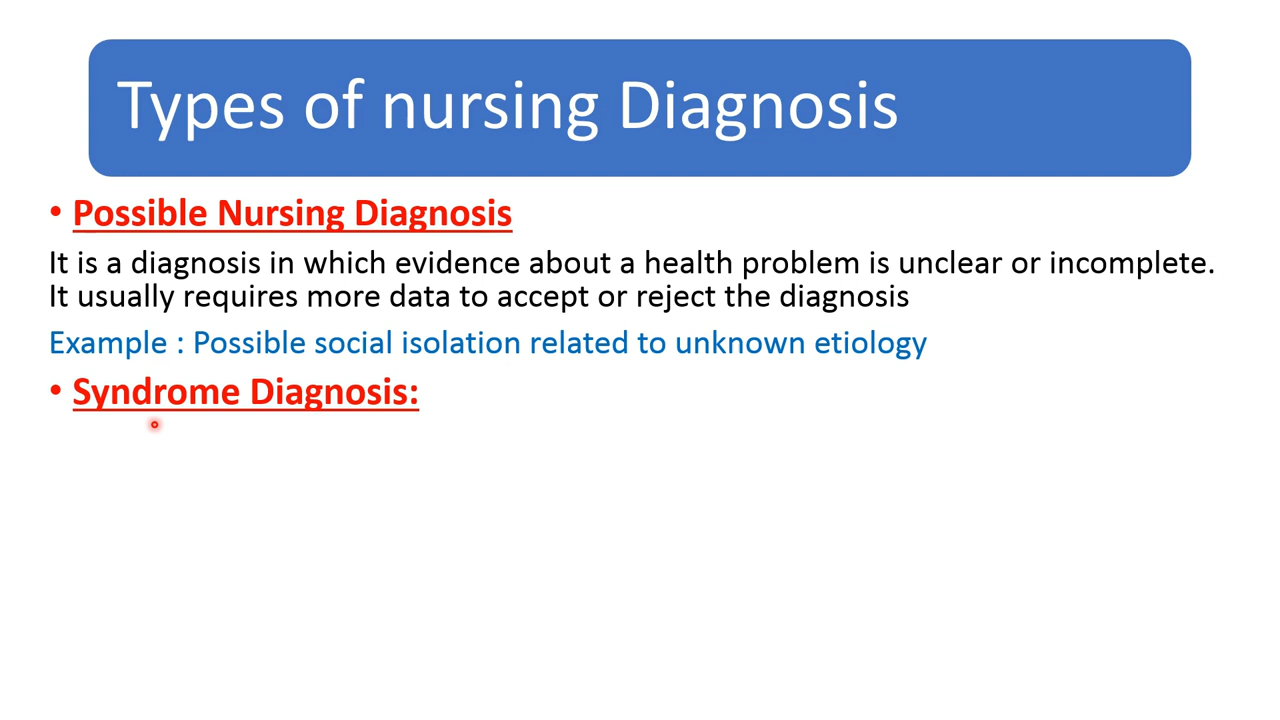 Types of nursing Diagnosis
• Possible Nursing Diagnosis
It is a diagnosis in which evidence about a health problem is unclear or incomplete.
It usually requires more data to accept or reject the diagnosis
Example : Possible social isolation related to unknown etiology
• Syndrome Diagnosis: